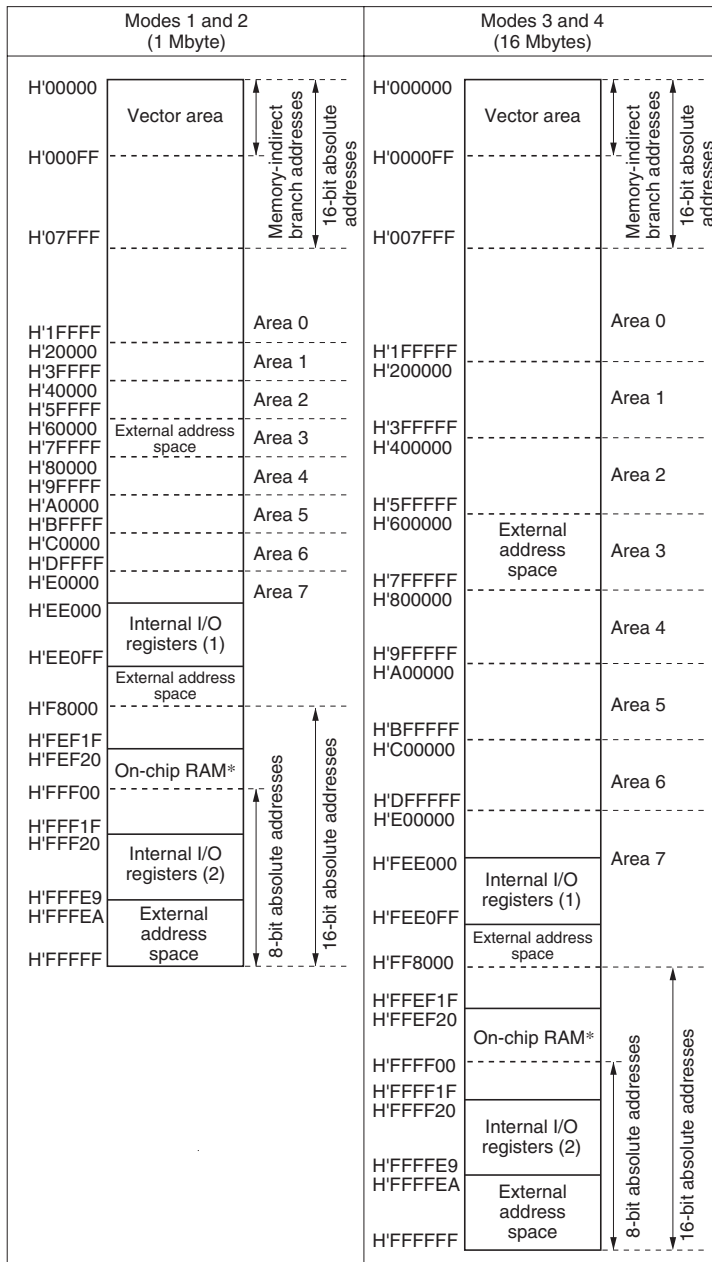 Modes 1 and 2
(1 Mbyte)
H'00000
Vector area
H'000FF
H'07FFF
Memory-indirect
branch addresses
16-bit absolute
addresses
H'1FFFF
Area 0
H'20000
H'3FFFF
Area 1
H'40000
H'5FFFF
Area 2
H'60000
H'7FFFF
External address
space
Area 3
H'80000
H'9FFFF
Area 4
H'A0000
H'BFFFF
Area 5
H'C0000
H'DFFFF
Area 6
H'E0000
Area 7
H'EE000
Internal I/O
registers (1)
H'EE0FF
External address
space
H'F8000
H'FEF1F
H'FEF20
On-chip RAM*
H'FFF00
H'FFF1F
H'FFF20
Internal I/O
registers (2)
H'FFFE9
H'FFFEA
External
address
space
H'FFFFF
8-bit absolute addresses
16-bit absolute addresses
Modes 3 and 4
(16 Mbytes)
H'000000
Vector area
H'0000FF
H'007FFF
Memory-indirect
branch addresses
16-bit absolute
addresses
Area 0
H'1FFFFF
H'200000
Area 1
H'3FFFFF
H'400000
Area 2
H'5FFFFF
H'600000
External
address
space
Area 3
H'7FFFFF
H'800000
Area 4
H'9FFFFF
H'A00000
Area 5
H'BFFFFF
H'C00000
Area 6
H'DFFFFF
H'E00000
Area 7
H'FEE000
Internal I/O
registers (1)
H'FEE0FF
External address
space
H'FF8000
H'FFEF1F
H'FFEF20
On-chip RAM*
H'FFFF00
H'FFFF1F
H'FFFF20
Internal I/O
registers (2)
H'FFFFE9
H'FFFFEA
External
address
space
H'FFFFFF
8-bit absolute addresses
16-bit absolute addresses